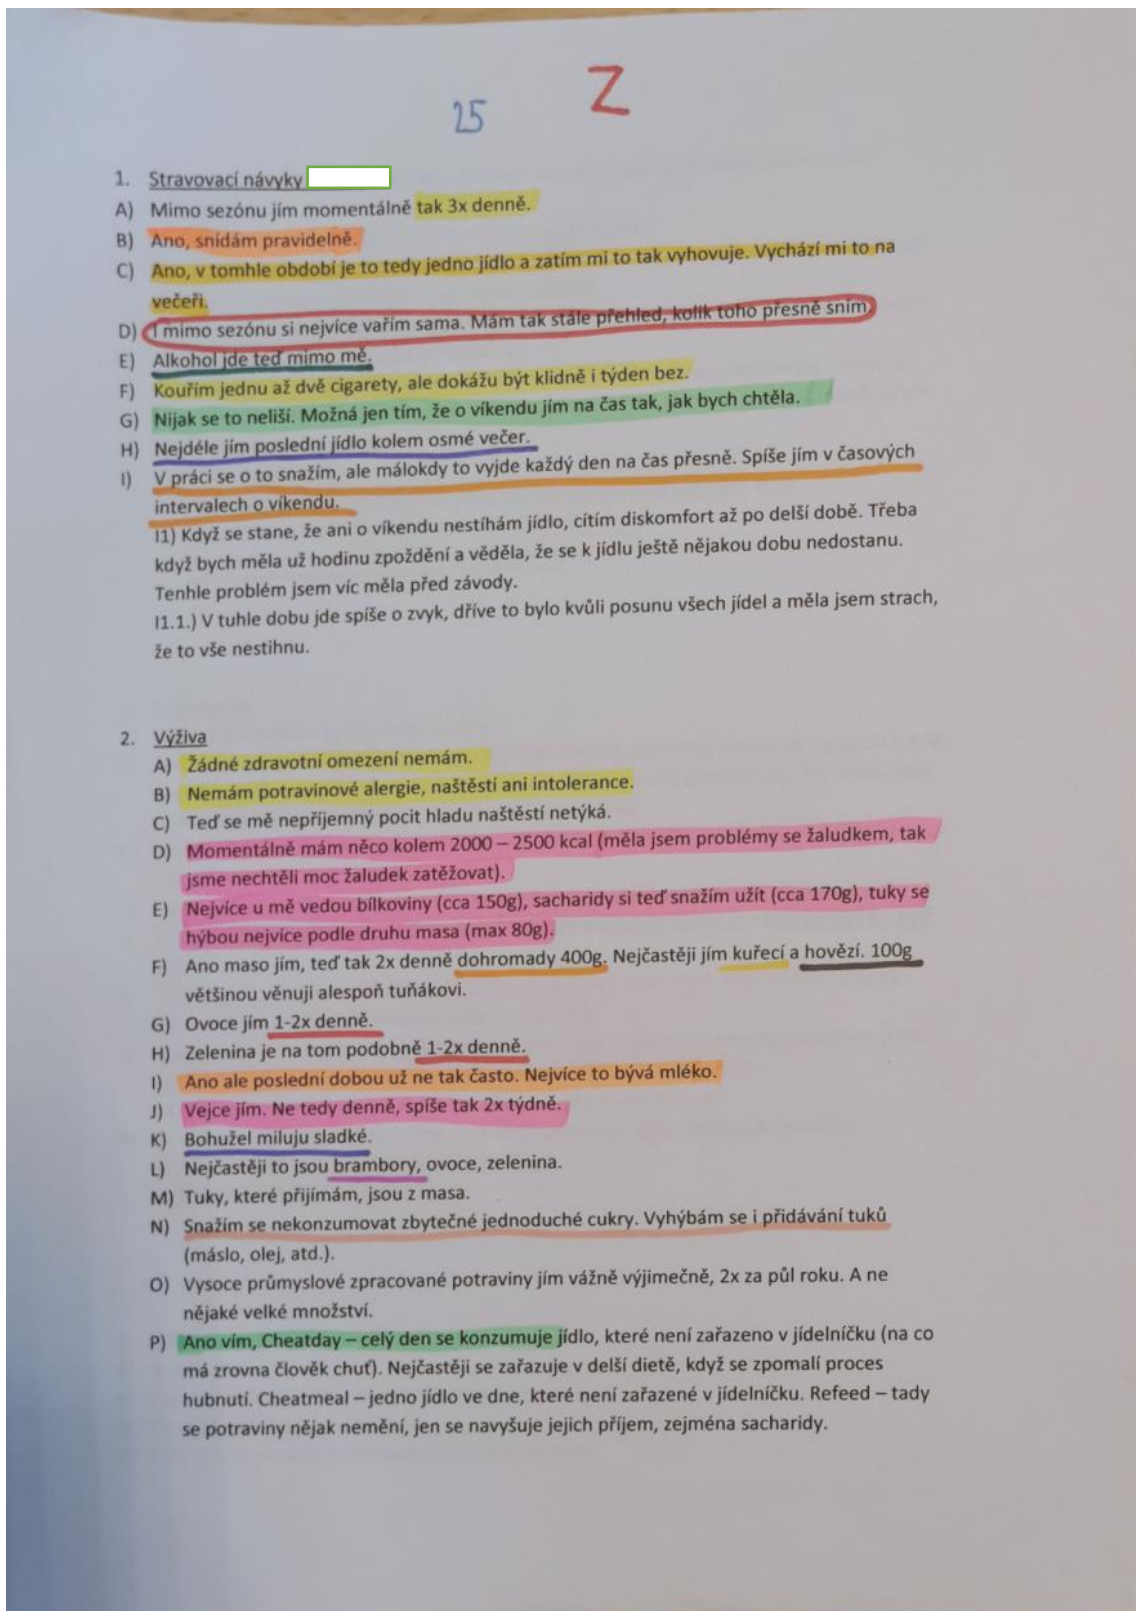 Z
25
1. Stravovací návyky
A) Mimo sezónu jím momentálně tak 3x denně.
B) Ano, snídám pravidelně.
C) Ano, v tomhle období je to tedy jedno jídlo a zatím mi to tak vyhovuje. Vychází mi to na
večeři.
D) I mimo sezónu si nejvíce vařím sama. Mám tak stále přehled, kolik toho přesně sním.
E) Alkohol jde teď mimo mě.
F) Kouřím jednu až dvě cigarety, ale dokážu být klidně i týden bez.
G) Nijak se to neliší. Možná jen tím, že o víkendu jím na čas tak, jak bych chtěla.
H) Nejdéle jím poslední jídlo kolem osmé večer.
I) V práci se o to snažím, ale málokdy to vyjde každý den na čas přesně. Spíše jím v časových
intervalech o víkendu.
I1) Když se stane, že ani o víkendu nestíhám jídlo, cítím diskomfort až po delší době. Třeba
když bych měla už hodinu zpoždění a věděla, že se k jídlu ještě nějakou dobu nedostanu.
Tenhle problém jsem víc měla před závody.
I1.1.) V tuhle dobu jde spíše o zvyk, dříve to bylo kvůli posunu všech jídel a měla jsem strach,
že to vše nestihnu.
2. Výživa
A) Žádné zdravotní omezení nemám.
B) Nemám potravinové alergie, naštěstí ani intolerance.
C) Teď se mě nepříjemný pocit hladu naštěstí netýká.
D) Momentálně mám něco kolem 2000 – 2500 kcal (měla jsem problémy se žaludkem, tak
jsme nechtěli moc žaludek zatěžovat).
E) Nejvíce u mě vedou bílkoviny (cca 150g), sacharidy si teď snažím užít (cca 170g), tuky se
hýbou nejvíce podle druhu masa (max 80g).
F) Ano maso jím, teď tak 2x denně dohromady 400g. Nejčastěji jím kuřecí a hovězí. 100g
většinou věnuji alespoň tuňákovi.
G) Ovoce jím 1-2x denně.
H) Zelenina je na tom podobně 1-2x denně.
I) Ano ale poslední dobou už ne tak často. Nejvíce to bývá mléko.
J) Vejce jím. Ne tedy denně, spíše tak 2x týdně.
K) Bohužel miluju sladké.
L) Nejčastěji to jsou brambory, ovoce, zelenina.
M) Tuky, které přijímám, jsou z masa.
N) Snažím se nekonzumovat zbytečné jednoduché cukry. Vyhýbám se i přidávání tuků
(máslo, olej, atd.).
O) Vysoce průmyslové zpracované potraviny jím vážně výjimečně, 2x za půl roku. A ne
nějaké velké množství.
P) Ano vím, Cheatday – celý den se konzumuje jídlo, které není zařazeno v jídelníčku (na co
má zrovna člověk chuť). Nejčastěji se zařazuje v delší dietě, když se zpomalí proces
hubnutí. Cheatmeal – jedno jídlo ve dne, které není zařazené v jídelníčku. Refeed – tady
se potraviny nějak nemění, jen se navyšuje jejich příjem, zejména sacharidy.